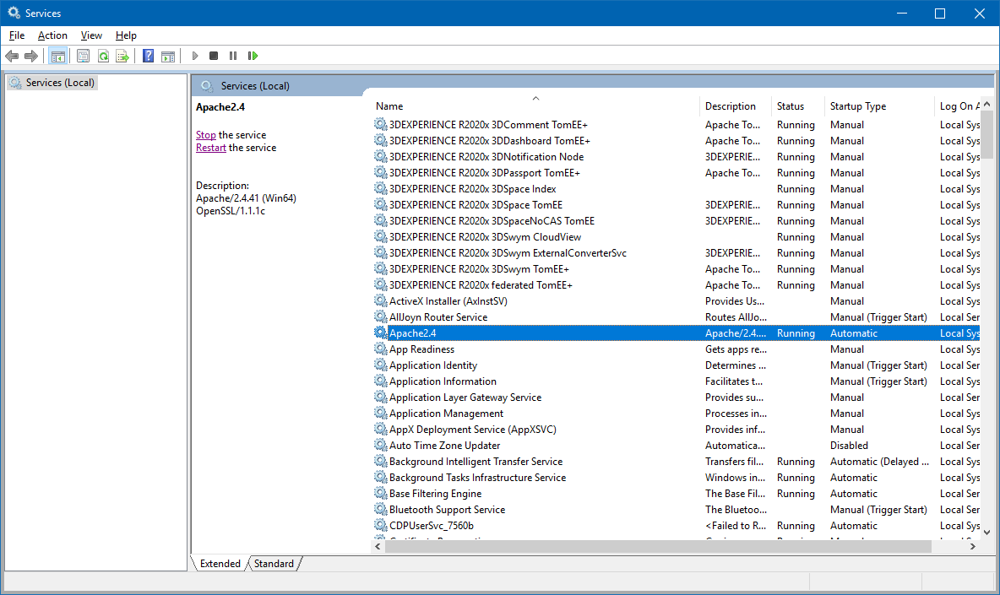 Services
File Action View Help
Services (Local)
Services (Local)
Apache2.4
Stop the service
Restart the service
Description:
Apache/2.4.41 (Win64)
OpenSSL/1.1.1c
Name Description Status Startup Type Log On A
3DEXPERIENCE R2020x 3DComment TomEE+ Apache To... Running Manual Local Sys
3DEXPERIENCE R2020x 3DDashboard TomEE+ Apache To... Running Manual Local Sys
3DEXPERIENCE R2020x 3DNotification Node 3DEXPERIE... Running Manual Local Sys
3DEXPERIENCE R2020x 3DPassport TomEE+ Apache To... Running Manual Local Sys
3DEXPERIENCE R2020x 3DSpace Index Running Manual Local Sys
3DEXPERIENCE R2020x 3DSpace TomEE 3DEXPERIE... Running Manual Local Sys
3DEXPERIENCE R2020x 3DSpaceNoCAS TomEE 3DEXPERIE... Running Manual Local Sys
3DEXPERIENCE R2020x 3DSwym CloudView Running Manual Local Sys
3DEXPERIENCE R2020x 3DSwym ExternalConverterSvc 3DEXPERIE... Running Manual Local Sys
3DEXPERIENCE R2020x 3DSwym TomEE+ Apache To... Running Manual Local Sys
3DEXPERIENCE R2020x federated TomEE+ Apache To... Running Manual Local Sys
ActiveX Installer (AxInstSV) Provides Us... Manual Local Sys
AllJoyn Router Service Routes AllJo... Manual (Trigger Start) Local Ser
Apache2.4 Apache/2.4.... Running Automatic Local Sys
App Readiness Gets apps re... Manual Local Sys
Application Identity Determines ... Manual (Trigger Start) Local Ser
Application Information Facilitates t... Manual (Trigger Start) Local Sys
Application Layer Gateway Service Provides su... Manual Local Ser
Application Management Processes in... Manual Local Sys
AppX Deployment Service (AppXSVC) Provides inf... Manual Local Sys
Auto Time Zone Updater Automatica... Disabled Local Ser
Background Intelligent Transfer Service Transfers fil... Running Automatic (Delayed ... Local Sys
Background Tasks Infrastructure Service Windows in... Running Automatic Local Sys
Base Filtering Engine The Base Fil... Running Automatic Local Ser
Bluetooth Support Service The Bluetoo... Manual (Trigger Start) Local Ser
CDPUserSvc_7560b <Failed to R... Running Automatic Local Sys
Extended Standard